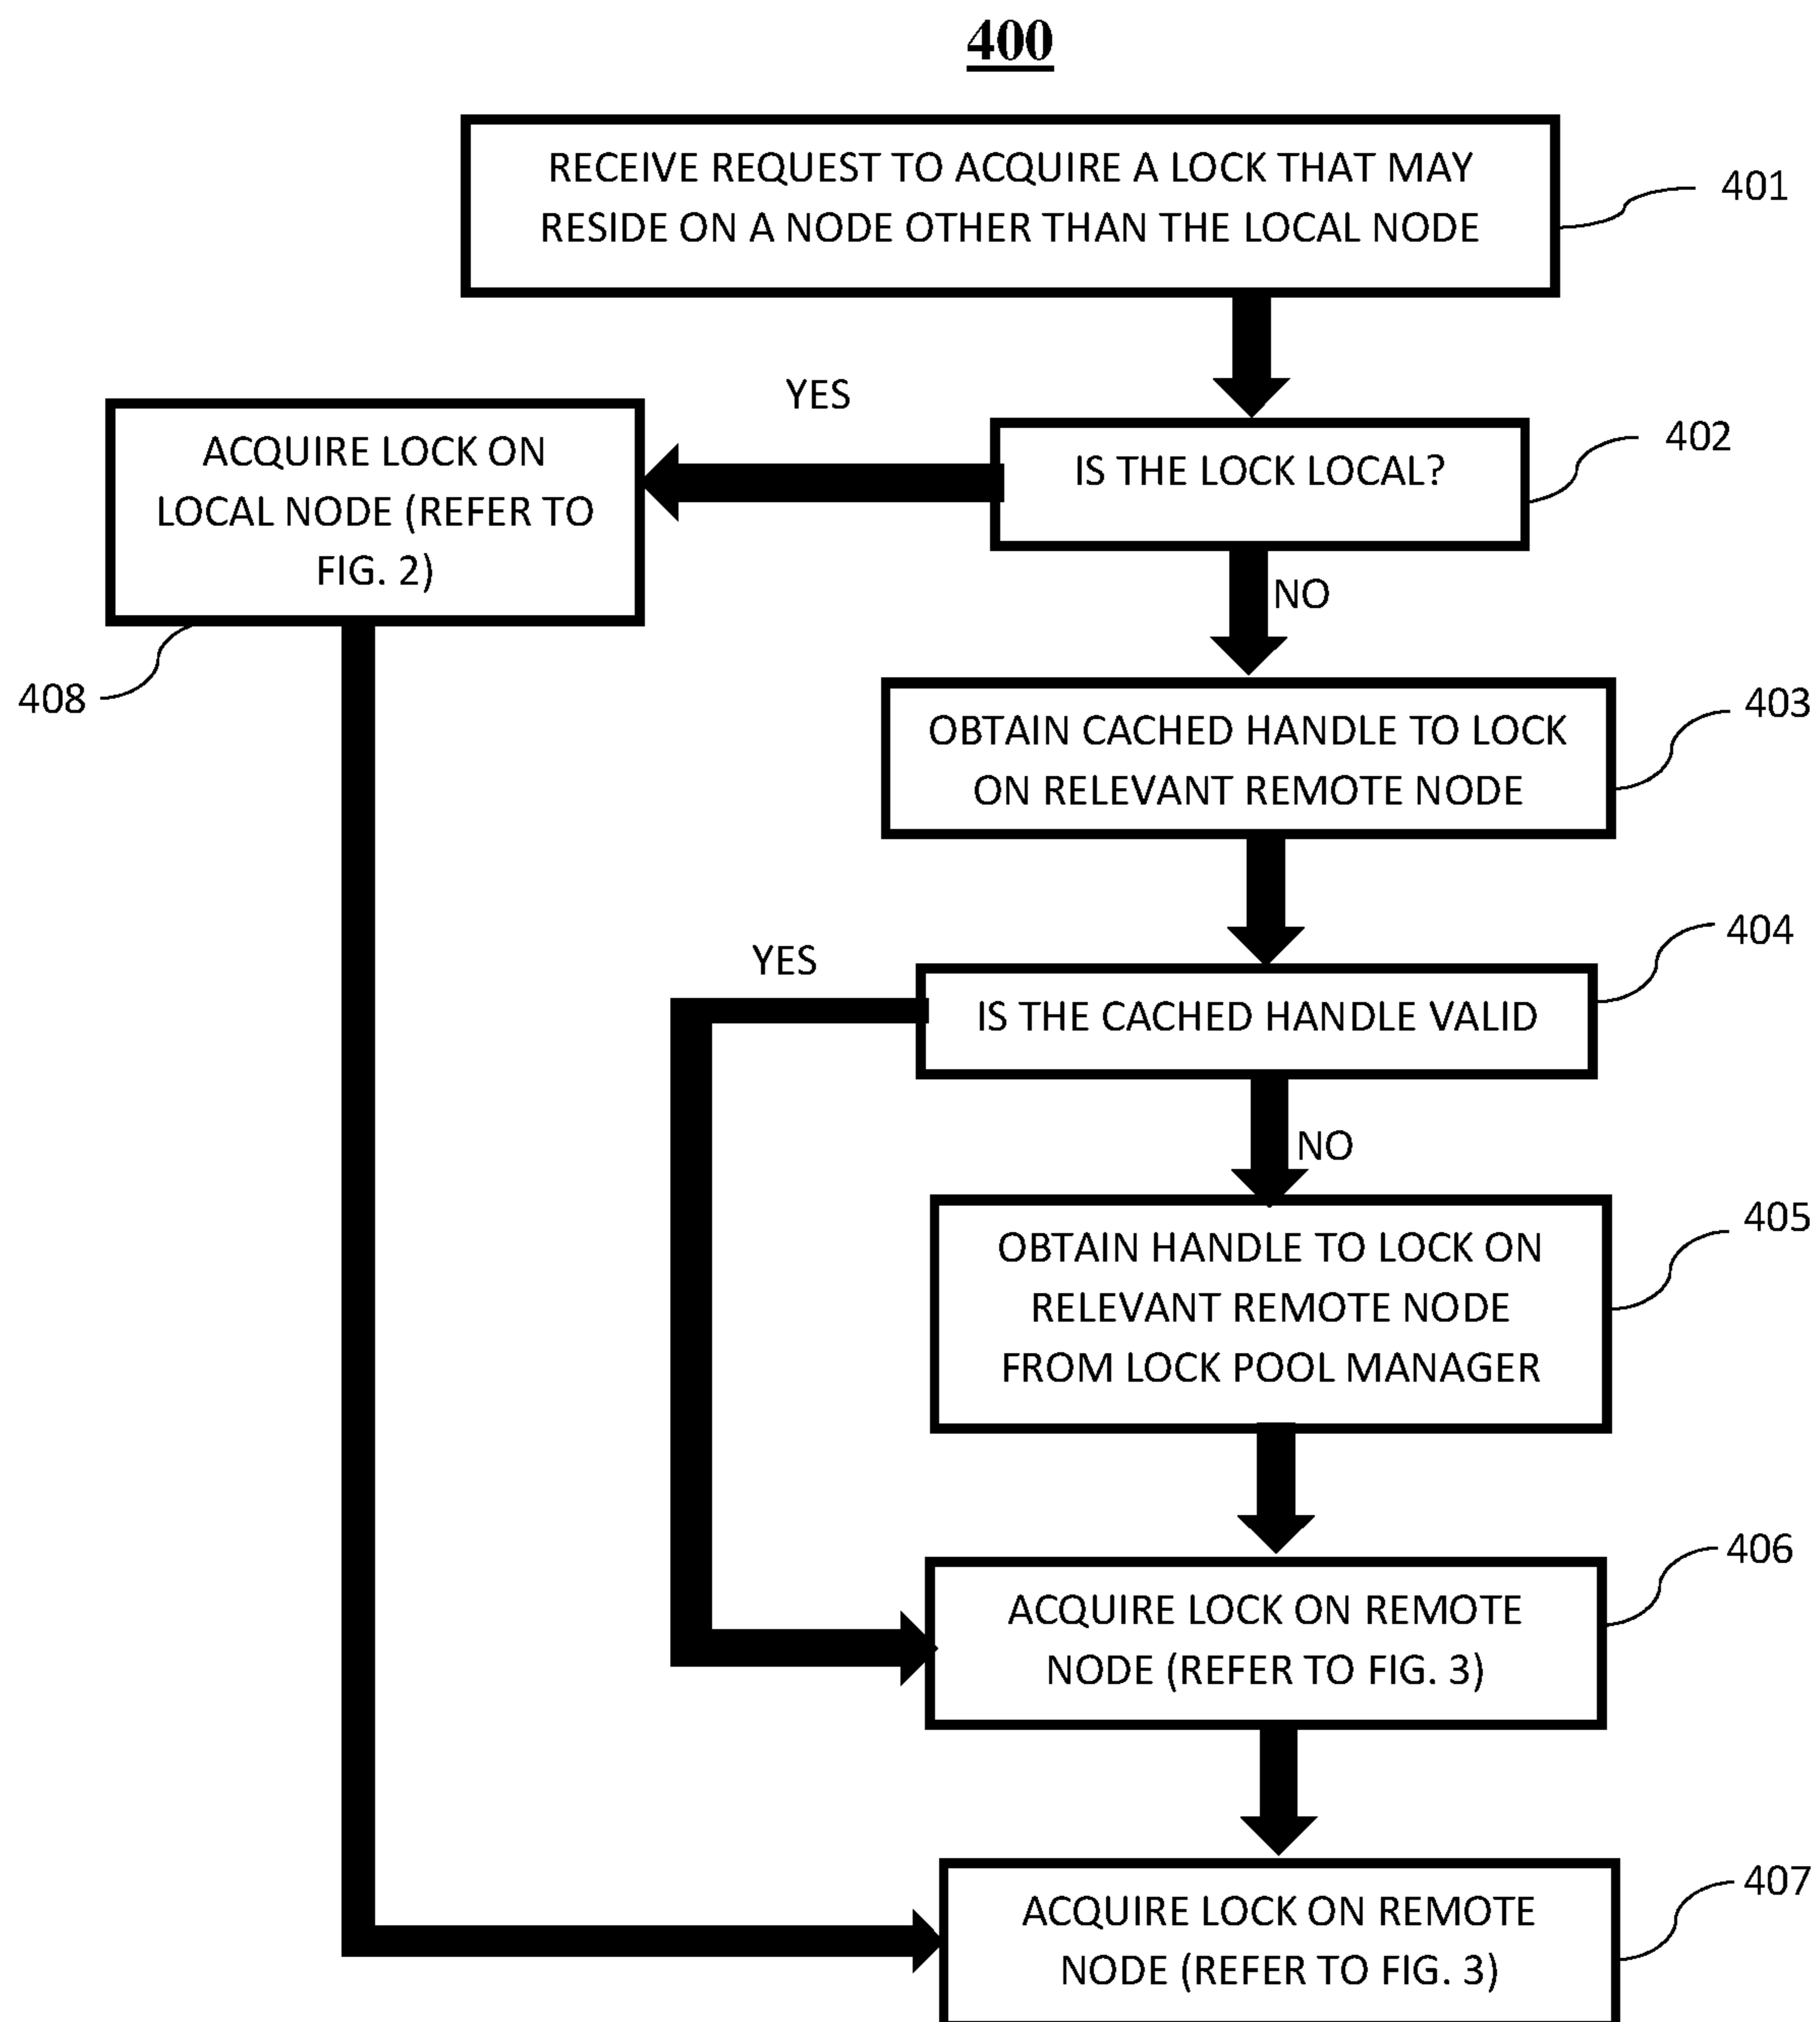 400
RECEIVE REQUEST TO ACQUIRE A LOCK THAT MAY
RESIDE ON A NODE OTHER THAN THE LOCAL NODE
401
YES
ACQUIRE LOCK ON
LOCAL NODE (REFER TO
FIG. 2)
408
IS THE LOCK LOCAL?
402
NO
OBTAIN CACHED HANDLE TO LOCK
ON RELEVANT REMOTE NODE
403
YES
IS THE CACHED HANDLE VALID
404
NO
OBTAIN HANDLE TO LOCK ON
RELEVANT REMOTE NODE
FROM LOCK POOL MANAGER
405
ACQUIRE LOCK ON REMOTE
NODE (REFER TO FIG. 3)
406
ACQUIRE LOCK ON REMOTE
NODE (REFER TO FIG. 3)
407